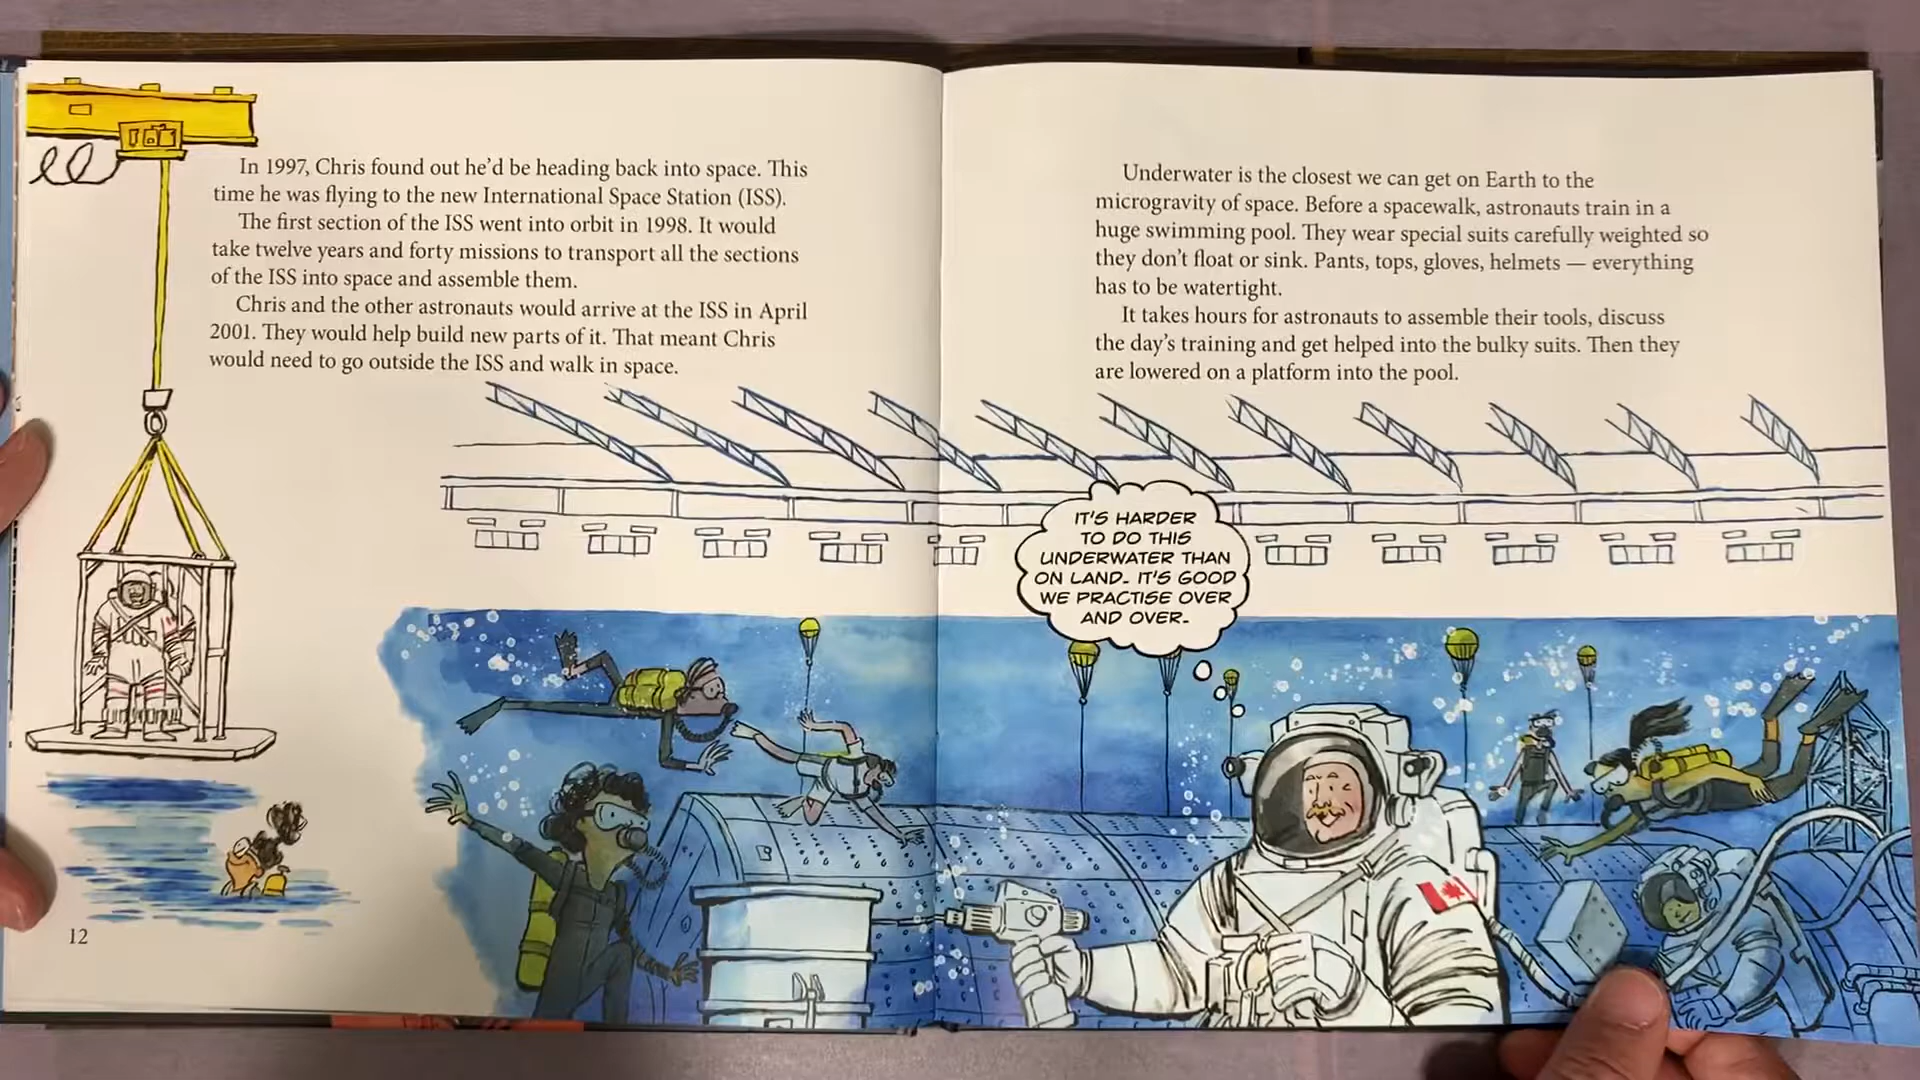 In 1997, Chris found out he'd be heading back into space. This
time he was flying to the new International Space Station (ISS).
The first section of the ISS went into orbit in 1998. It would
take twelve years and forty missions to transport all the sections
of the ISS into space and assemble them.
Chris and the other astronauts would arrive at the ISS in April
2001. They would help build new parts of it. That meant Chris
would need to go outside the ISS and walk in space.
12
Underwater is the closest we can get on Earth to the
microgravity of space. Before a spacewalk, astronauts train in a
huge swimming pool. They wear special suits carefully weighted so
they don't float or sink. Pants, tops, gloves, helmets — everything
has to be watertight.
It takes hours for astronauts to assemble their tools, discuss
the day's training and get helped into the bulky suits. Then they
are lowered on a platform into the pool.
IT'S HARDER
TO DO THIS
UNDERWATER THAN
ON LAND. IT'S GOOD
WE PRACTISE OVER
AND OVER.